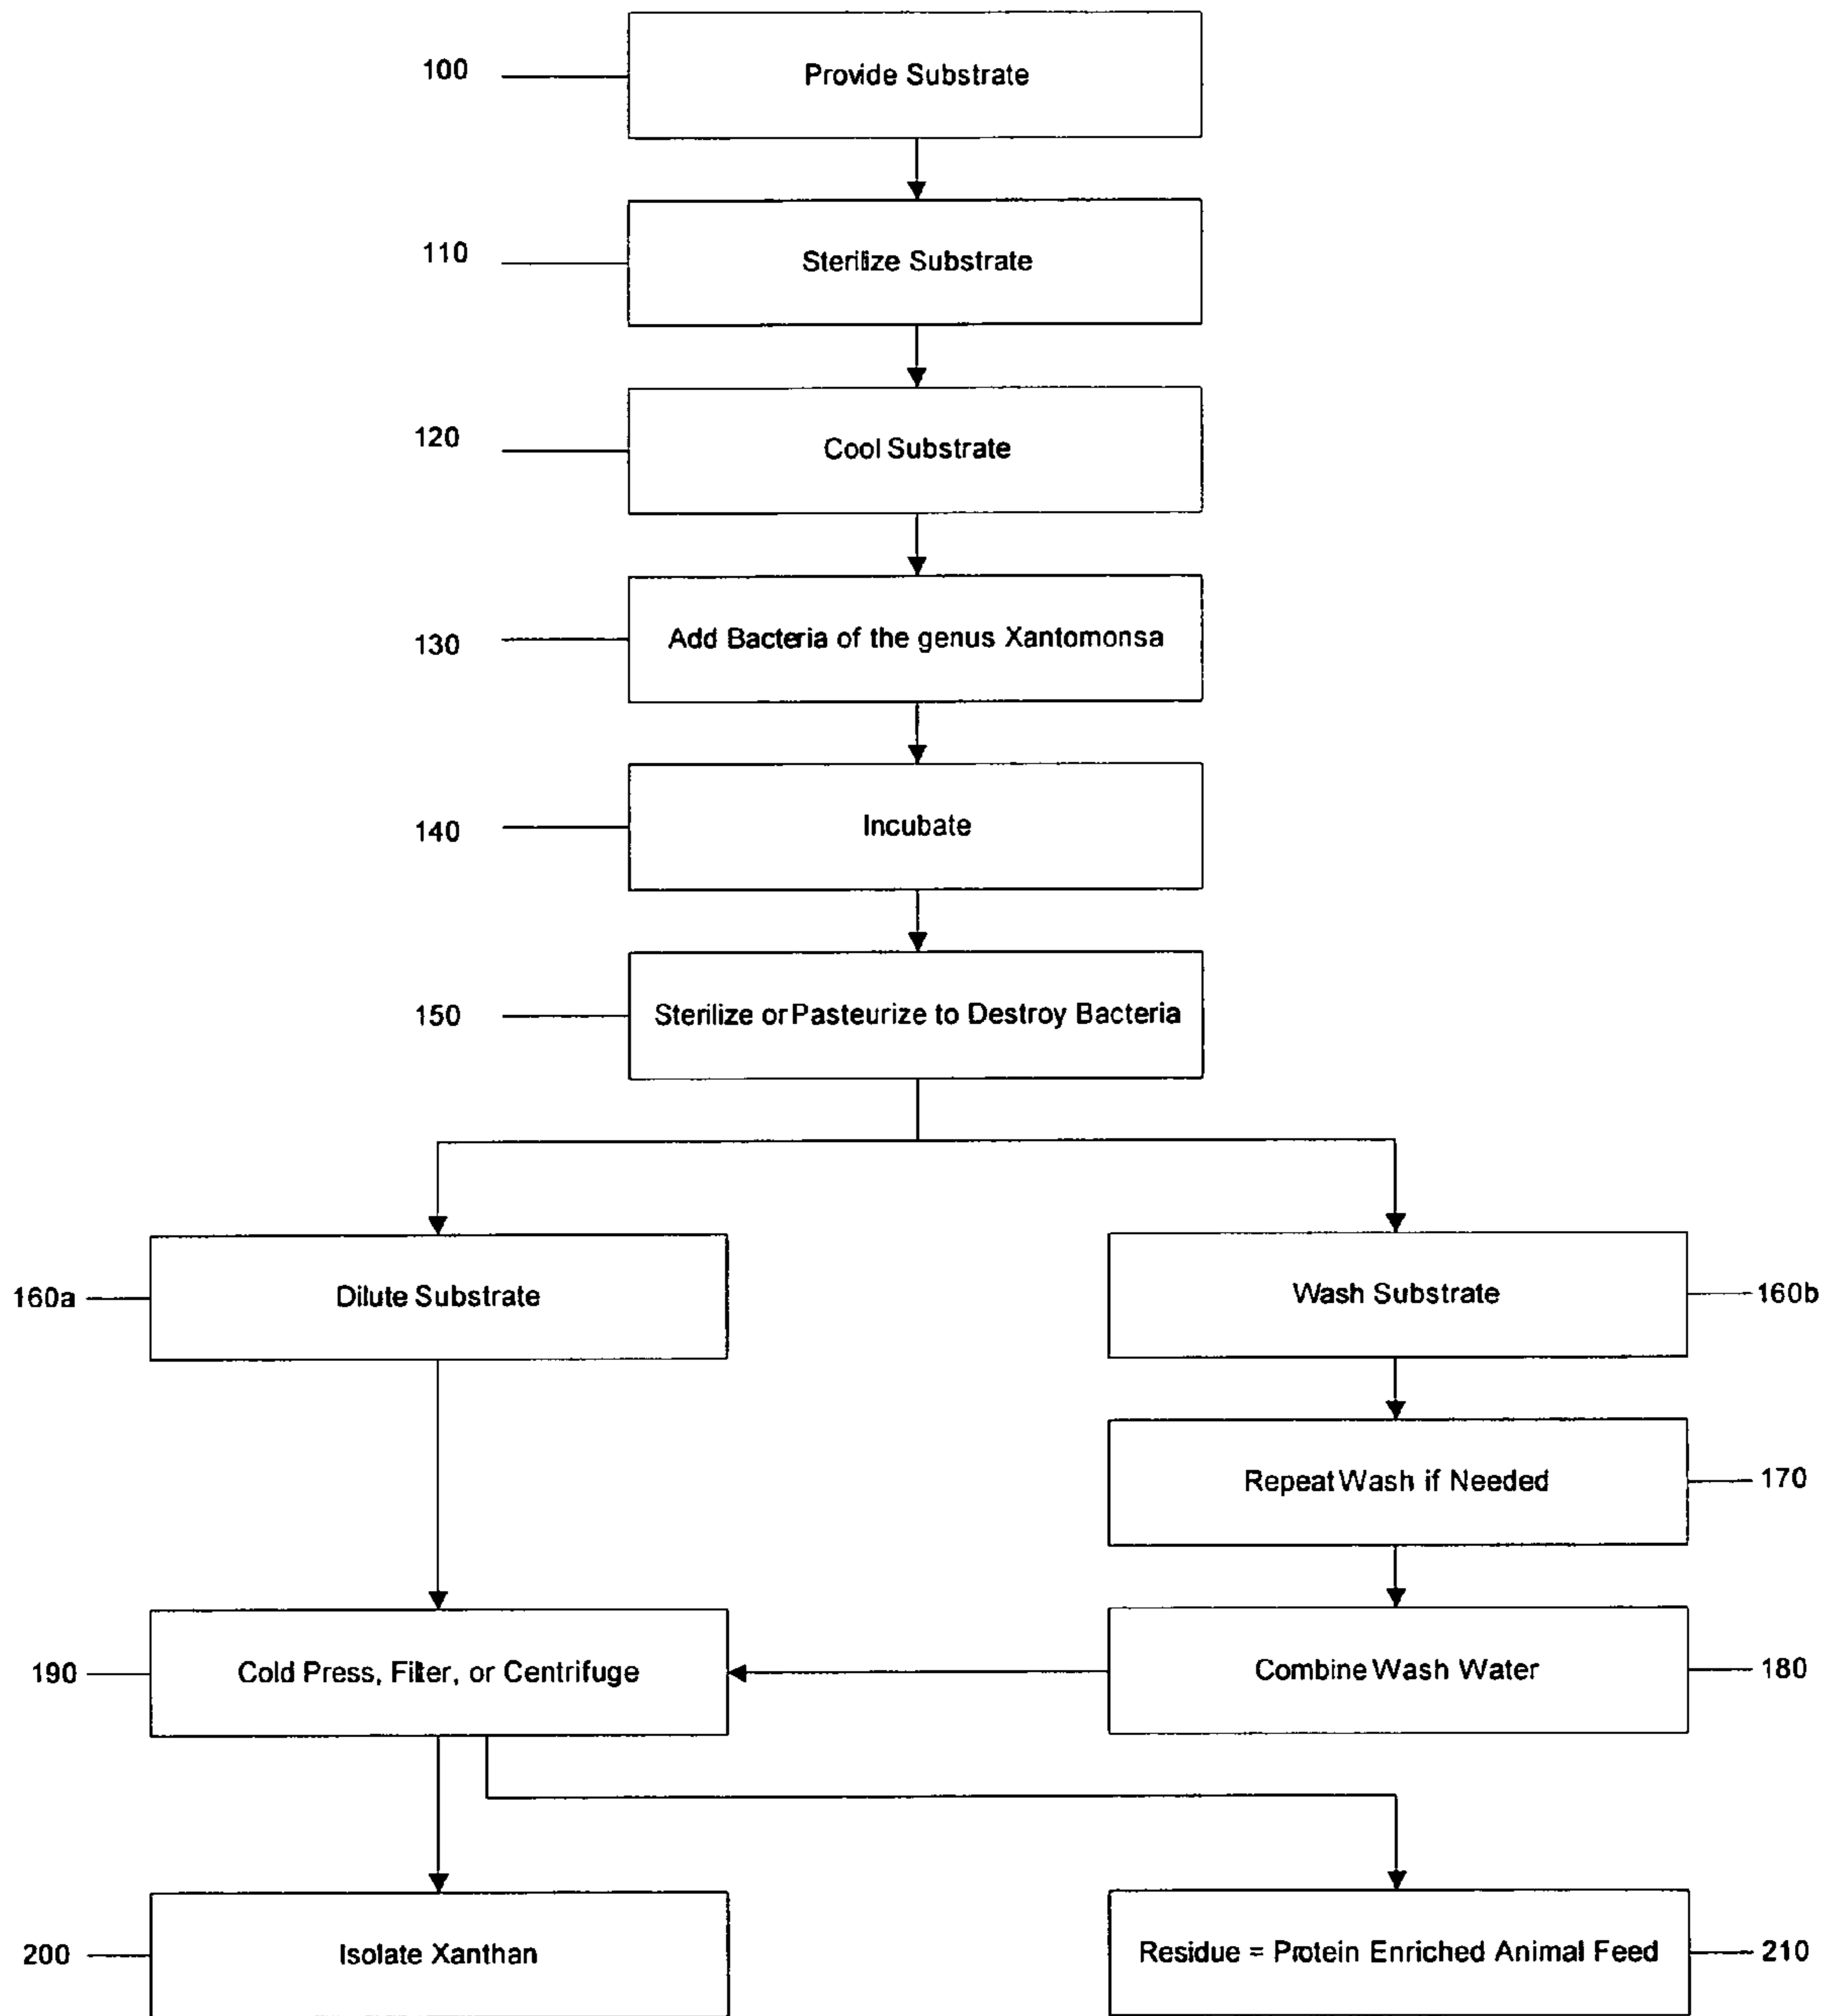 100
Provide Substrate
110
Sterilize Substrate
120
Cool Substrate
130
Add Bacteria of the genus Xantomonsa
140
Incubate
150
Sterilize or Pasteurize to Destroy Bacteria
160a
Dilute Substrate
Wash Substrate
160b
Repeat Wash if Needed
170
190
Cold Press, Filter, or Centrifuge
Combine Wash Water
180
200
Isolate Xanthan
Residue = Protein Enriched Animal Feed
210